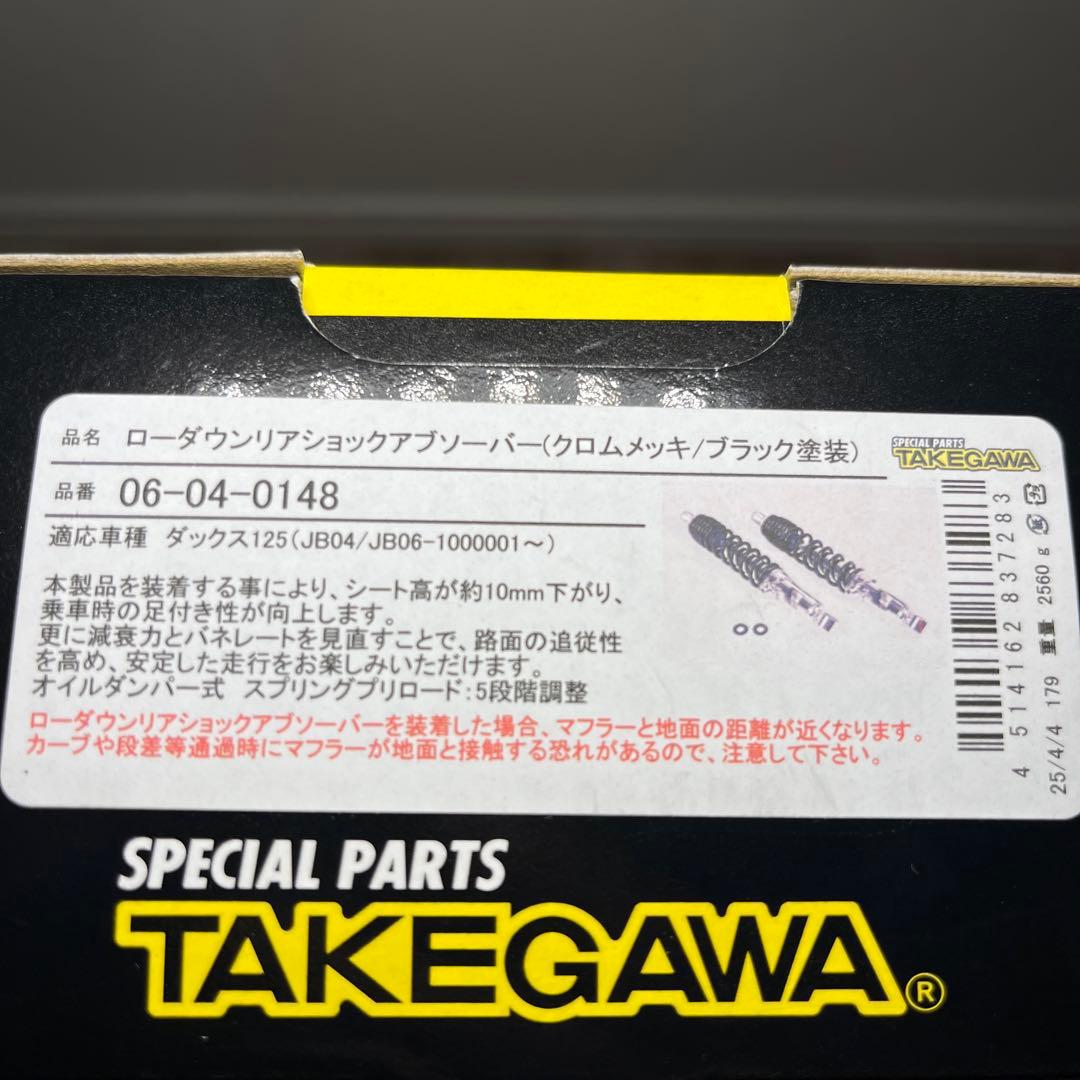 品名 ローダウンリアショックアブソーバー(クロムメッキ/ブラック塗装)
SPECIAL PARTS
TAKEGAWA
品番 06-04-0148
適応車種 ダックス125(JB04/JB06-1000001～)
本製品を装着する事により、シート高が約10mm下がり、
乗車時の足付き性が向上します。
更に減衰力とバネレートを見直すことで、路面の追従性
を高め、安定した走行をお楽しみいただけます。
オイルダンパー式 スプリングプリロード:5段階調整
ローダウンリアショックアブソーバーを装着した場合、マフラーと地面の距離が近くなります。
カーブや段差等通過時にマフラーが地面と接触する恐れがあるので、注意して下さい。
4 514162 837283
25/4/4 179 重量 2560 g
SPECIAL PARTS
TAKEGAWA®